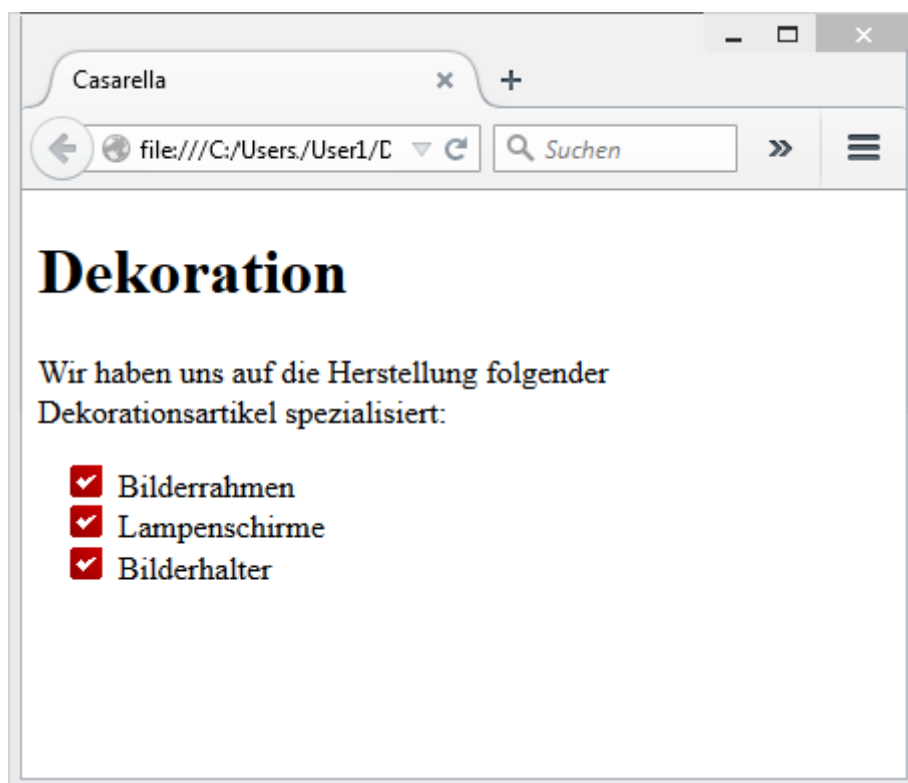 Casarella
file:///C:/Users./User1/D
Suchen
Dekoration
Wir haben uns auf die Herstellung folgender
Dekorationsartikel spezialisiert:
Bilderrahmen
Lampenschirme
Bilderhalter